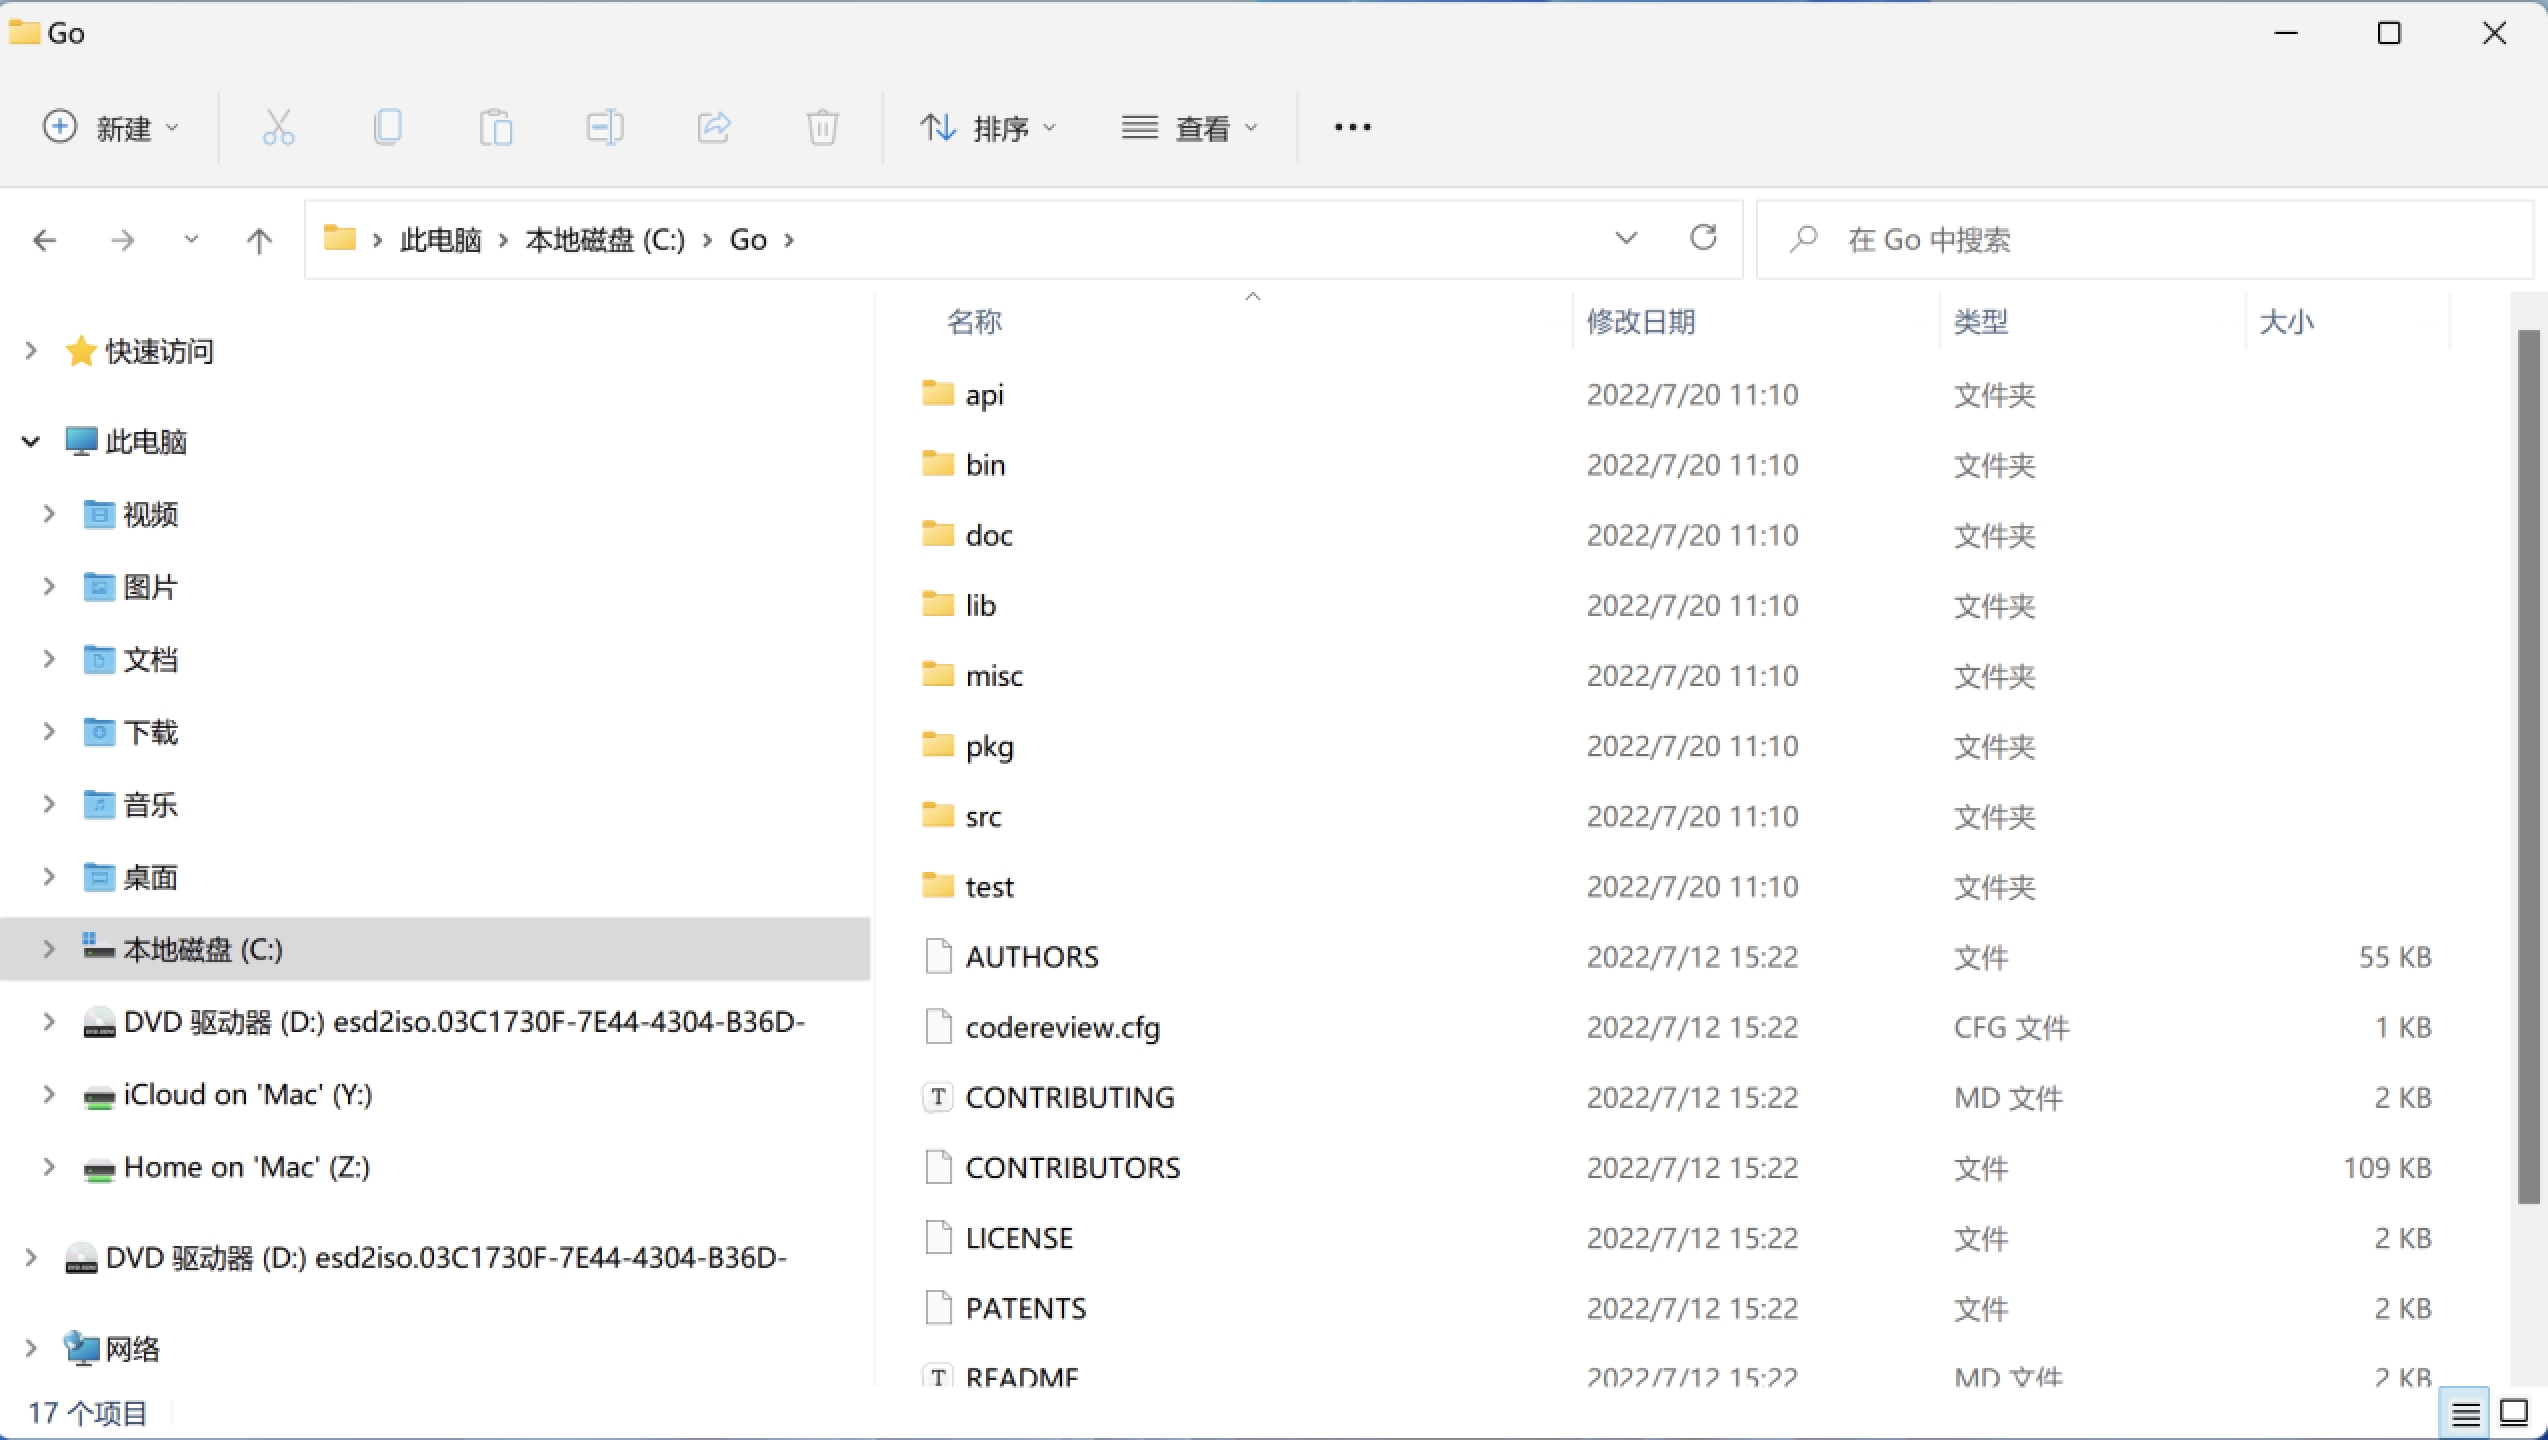 Go
新建
排序
查看
此电脑 本地磁盘 (C:) Go
在 Go 中搜索
名称 修改日期 类型 大小
快速访问
此电脑
视频
图片
文档
下载
音乐
桌面
本地磁盘 (C:)
DVD 驱动器 (D:) esd2iso.03C1730F-7E44-4304-B36D-
iCloud on 'Mac' (Y:)
Home on 'Mac' (Z:)
DVD 驱动器 (D:) esd2iso.03C1730F-7E44-4304-B36D-
网络
api 2022/7/20 11:10 文件夹
bin 2022/7/20 11:10 文件夹
doc 2022/7/20 11:10 文件夹
lib 2022/7/20 11:10 文件夹
misc 2022/7/20 11:10 文件夹
pkg 2022/7/20 11:10 文件夹
src 2022/7/20 11:10 文件夹
test 2022/7/20 11:10 文件夹
AUTHORS 2022/7/12 15:22 文件 55 KB
codereview.cfg 2022/7/12 15:22 CFG 文件 1 KB
CONTRIBUTING 2022/7/12 15:22 MD 文件 2 KB
CONTRIBUTORS 2022/7/12 15:22 文件 109 KB
LICENSE 2022/7/12 15:22 文件 2 KB
PATENTS 2022/7/12 15:22 文件 2 KB
README 2022/7/12 15:22 MD 文件 2 KB
17 个项目